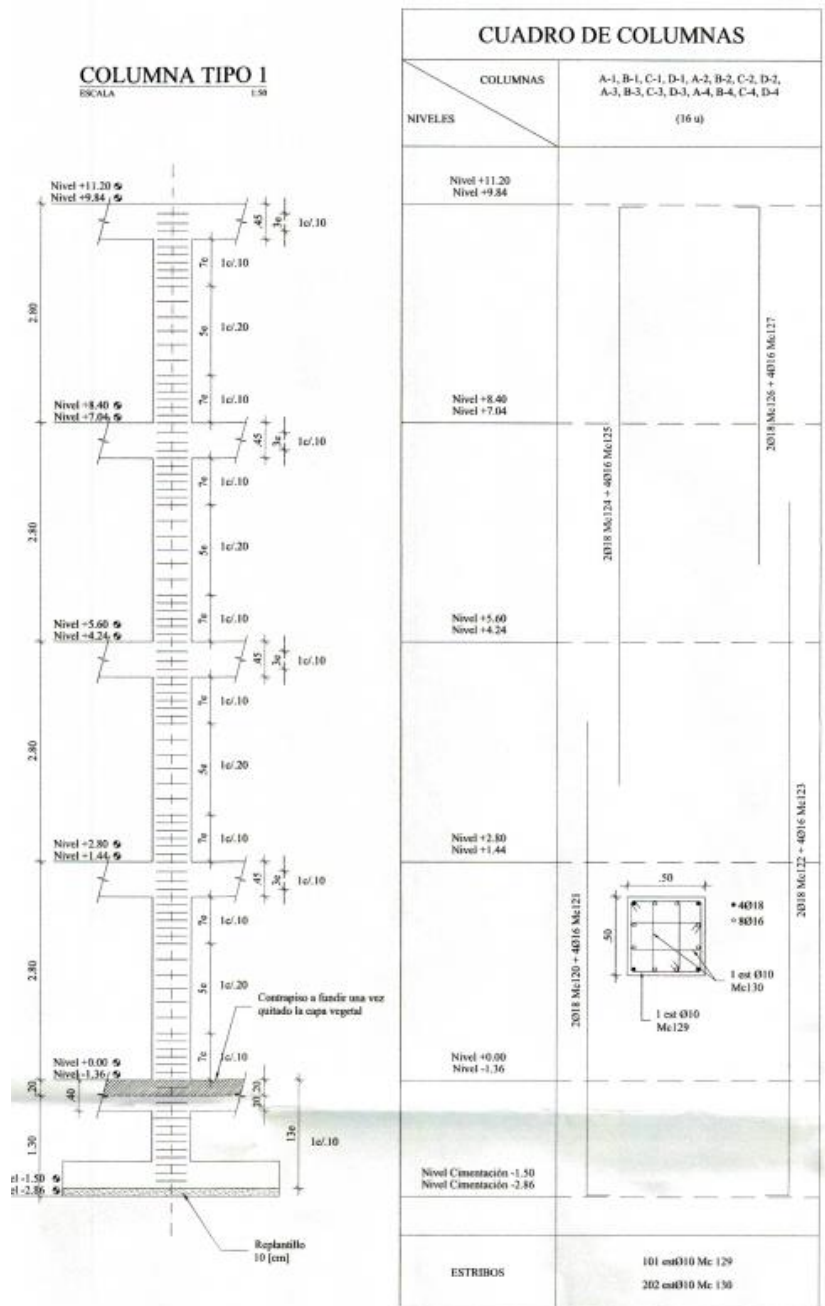 COLUMNA TIPO 1
ESCALA 1:50
Nivel +11.20
Nivel +9.84
.45
3e
1c/.10
7e
1c/.10
2.80
5e
1c/.20
7e
1c/.10
Nivel +8.40
Nivel +7.04
.45
3e
1c/.10
7e
1c/.10
2.80
5e
1c/.20
7e
1c/.10
Nivel +5.60
Nivel +4.24
.45
3e
1c/.10
7e
1c/.10
2.80
5e
1c/.20
7e
1c/.10
Nivel +2.80
Nivel +1.44
.45
3e
1c/.10
7e
1c/.10
2.80
5e
1c/.20
Contrapiso a fundir una vez
quitado la capa vegetal
7e
1c/.10
Nivel +0.00
Nivel -1.36
.20
.40
.20
1.30
13e
1c/.10
el -1.50
el -2.86
Replantillo
10 [cm]
CUADRO DE COLUMNAS
COLUMNAS
NIVELES
A-1, B-1, C-1, D-1, A-2, B-2, C-2, D-2,
A-3, B-3, C-3, D-3, A-4, B-4, C-4, D-4
(16 u)
Nivel +11.20
Nivel +9.84
2Ø18 Mc126 + 4Ø16 Mc127
Nivel +8.40
Nivel +7.04
2Ø18 Mc124 + 4Ø16 Mc125
Nivel +5.60
Nivel +4.24
2Ø18 Mc122 + 4Ø16 Mc123
Nivel +2.80
Nivel +1.44
2Ø18 Mc120 + 4Ø16 Mc121
.50
.50
4Ø18
8Ø16
1 est Ø10
Mc130
1 est Ø10
Mc129
Nivel +0.00
Nivel -1.36
Nivel Cimentación -1.50
Nivel Cimentación -2.86
ESTRIBOS
101 estØ10 Mc 129
202 estØ10 Mc 130